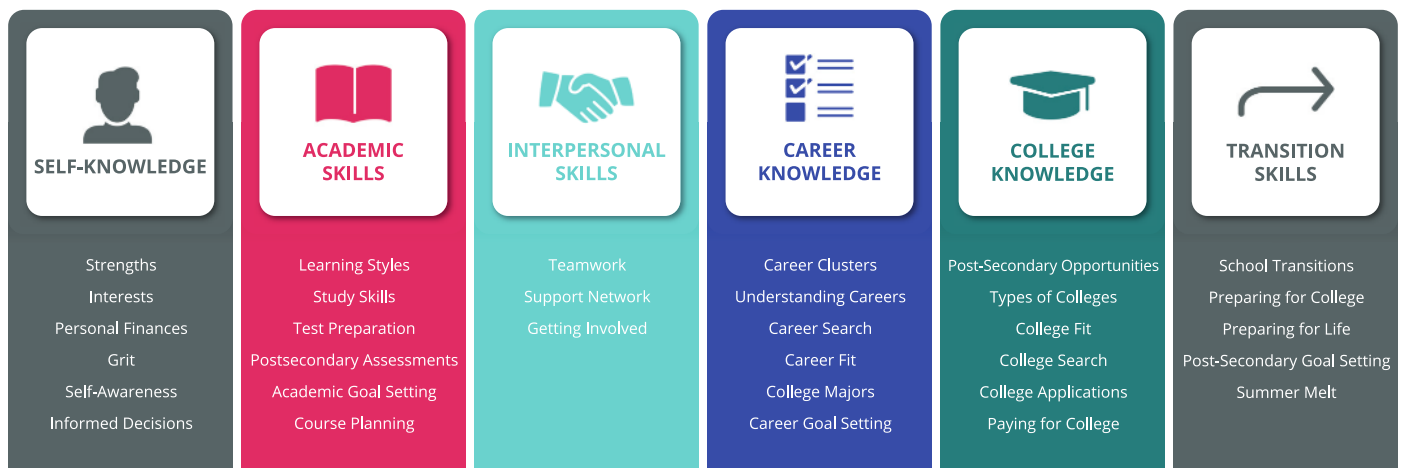 SELF-KNOWLEDGE
Strengths
Interests
Personal Finances
Grit
Self-Awareness
Informed Decisions
ACADEMIC
SKILLS
Learning Styles
Study Skills
Test Preparation
Postsecondary Assessments
Academic Goal Setting
Course Planning
INTERPERSONAL
SKILLS
Teamwork
Support Network
Getting Involved
CAREER
KNOWLEDGE
Career Clusters
Understanding Careers
Career Search
Career Fit
College Majors
Career Goal Setting
COLLEGE
KNOWLEDGE
Post-Secondary Opportunities
Types of Colleges
College Fit
College Search
College Applications
Paying for College
TRANSITION
SKILLS
School Transitions
Preparing for College
Preparing for Life
Post-Secondary Goal Setting
Summer Melt